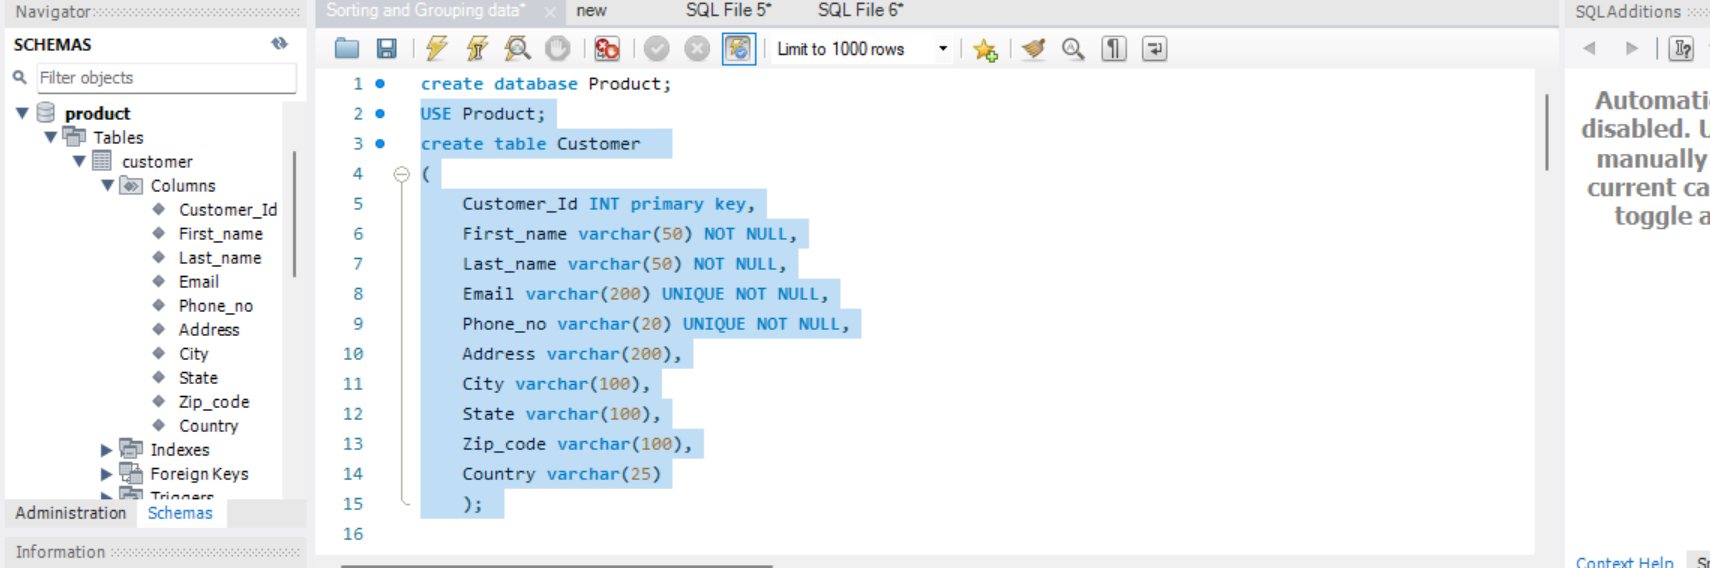 Navigator
SCHEMAS
Filter objects
product
Tables
customer
Columns
Customer_Id
First_name
Last_name
Email
Phone_no
Address
City
State
Zip_code
Country
Indexes
Foreign Keys
Triggers
Administration Schemas
Information
Sorting and Grouping data* new SQL File 5* SQL File 6*
Limit to 1000 rows
1 create database Product;
2 USE Product;
3 create table Customer
4 (
5 Customer_Id INT primary key,
6 First_name varchar(50) NOT NULL,
7 Last_name varchar(50) NOT NULL,
8 Email varchar(200) UNIQUE NOT NULL,
9 Phone_no varchar(20) UNIQUE NOT NULL,
10 Address varchar(200),
11 City varchar(100),
12 State varchar(100),
13 Zip_code varchar(100),
14 Country varchar(25)
15 );
16
SQLAdditions
Automati
disabled. U
manually
current ca
toggle a
Context Help